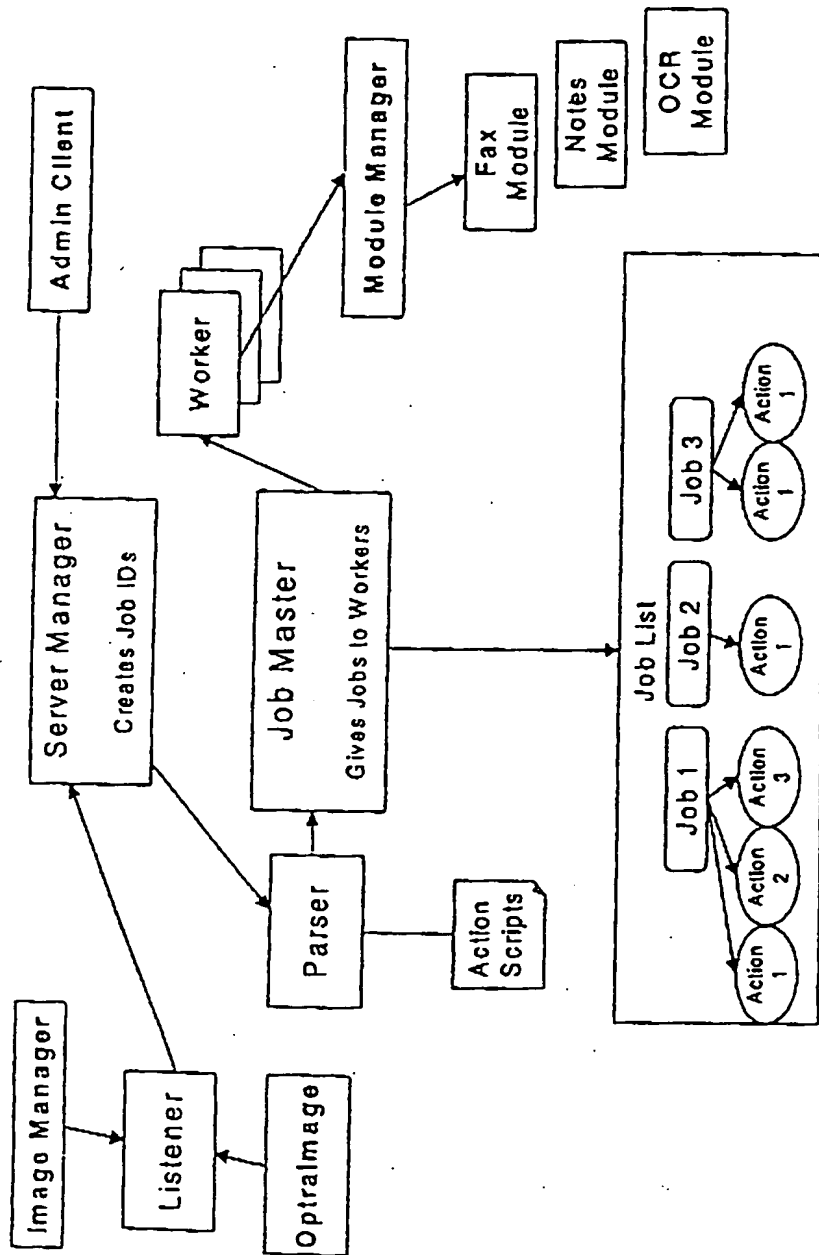 Imago Manager
Listener
OptraImage
Server Manager
Creates Job IDs
Admin Client
Parser
Action
Scripts
Job Master
Gives Jobs to Workers
Worker
Module Manager
Fax
Module
Notes
Module
OCR
Module
Job List
Job 1
Action
1
Action
2
Action
3
Job 2
Action
1
Job 3
Action
1
Action
1